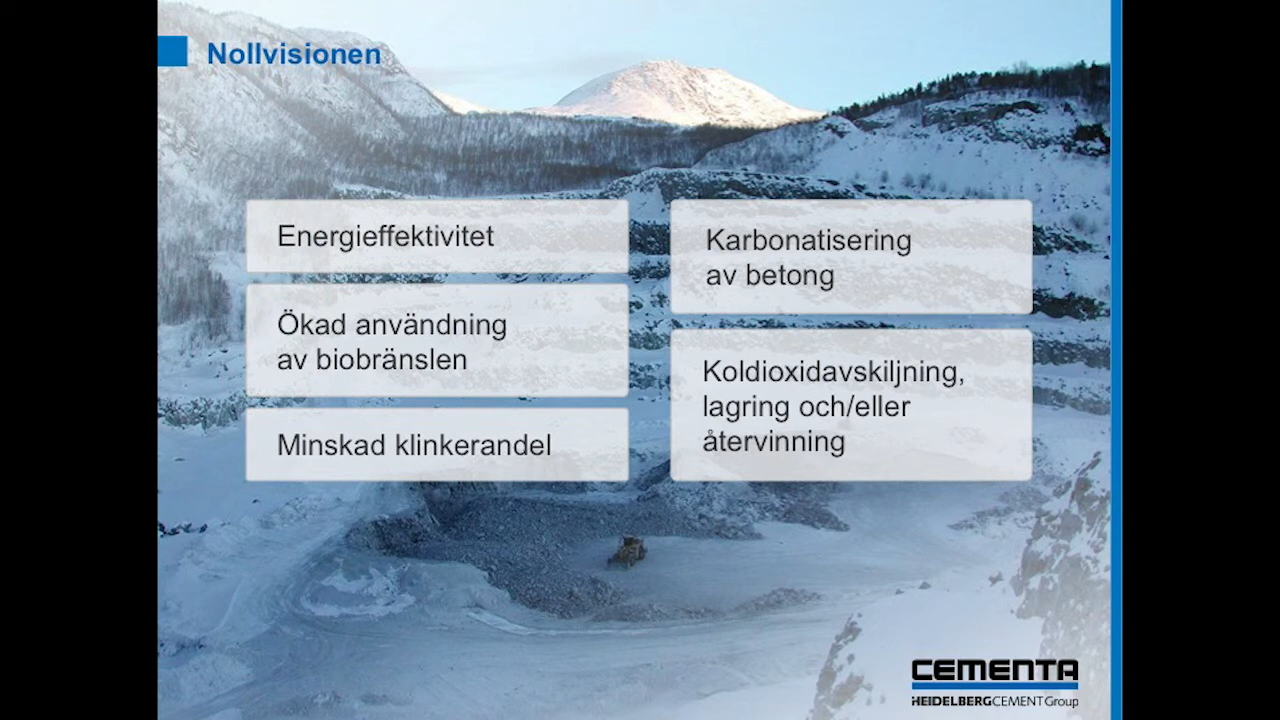 Nollvisionen
Energieffektivitet
Ökad användning
av biobränslen
Minskad klinkerandel
Karbonatisering
av betong
Koldioxidavskiljning,
lagring och/eller
återvinning
CEMENTA
HEIDELBERGCEMENT Group